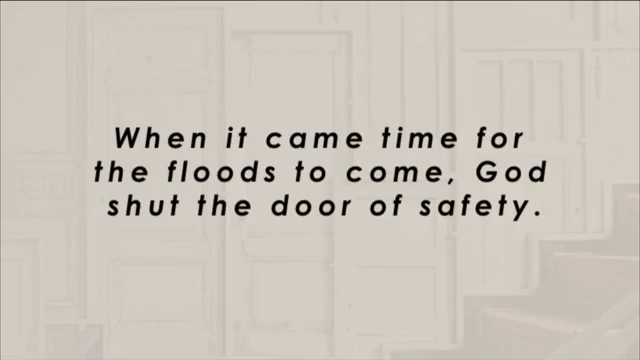 When it came time for
the floods to come, God
shut the door of safety.